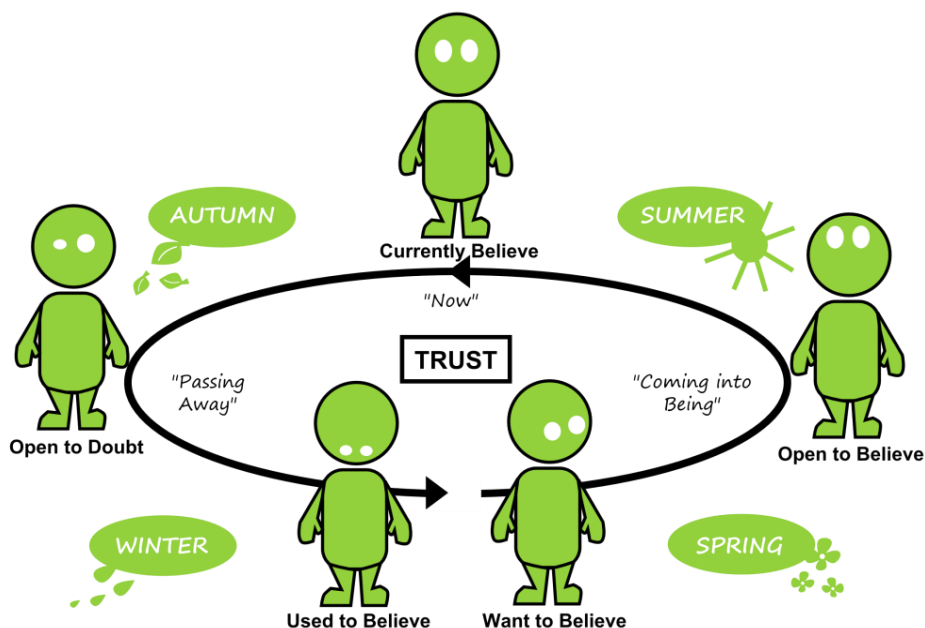 AUTUMN
SUMMER
Currently Believe
"Now"
TRUST
"Passing
Away"
"Coming into
Being"
Open to Doubt
Open to Believe
WINTER
SPRING
Used to Believe
Want to Believe